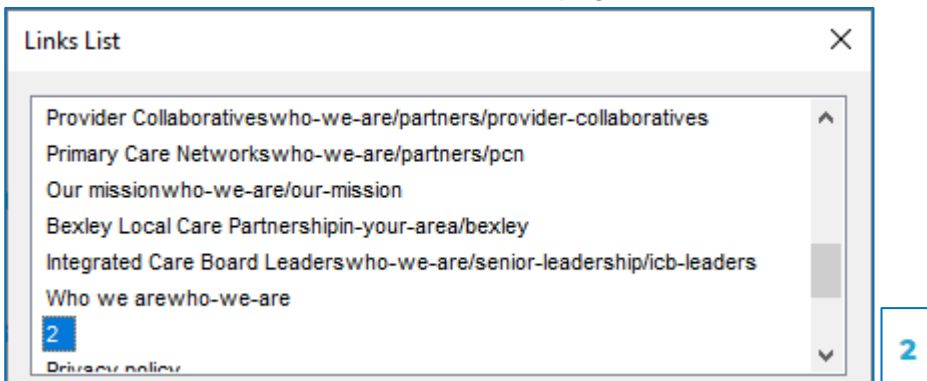 Links List
Provider Collaborativeswho-we-are/partners/provider-collaboratives
Primary Care Networkswho-we-are/partners/pcn
Our missionwho-we-are/our-mission
Bexley Local Care Partnershipin-your-area/bexley
Integrated Care Board Leaderswho-we-are/senior-leadership/icb-leaders
Who we arewho-we-are
2
Privacy policy
2